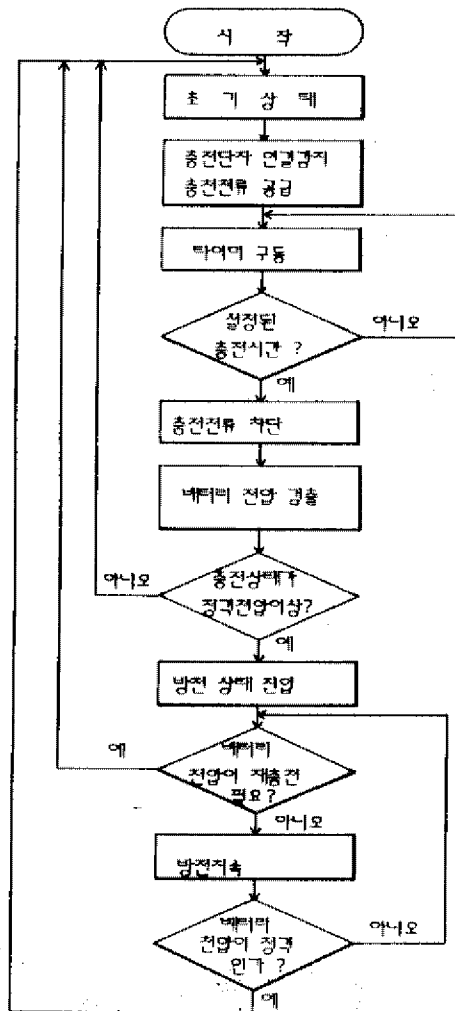 시 작
초 기 상 태
충전단자 연결감지
충전전류 공급
타이머 구동
설정된
충전시간 ?
아니오
예
충전전류 차단
배터리 전압 검출
아니오
충전상태가
정격전압이상?
예
방전 상태 진입
예
배터리
전압이 재충전
필요?
아니오
방전지속
배터리
전압이 정격
인가 ?
아니오
예